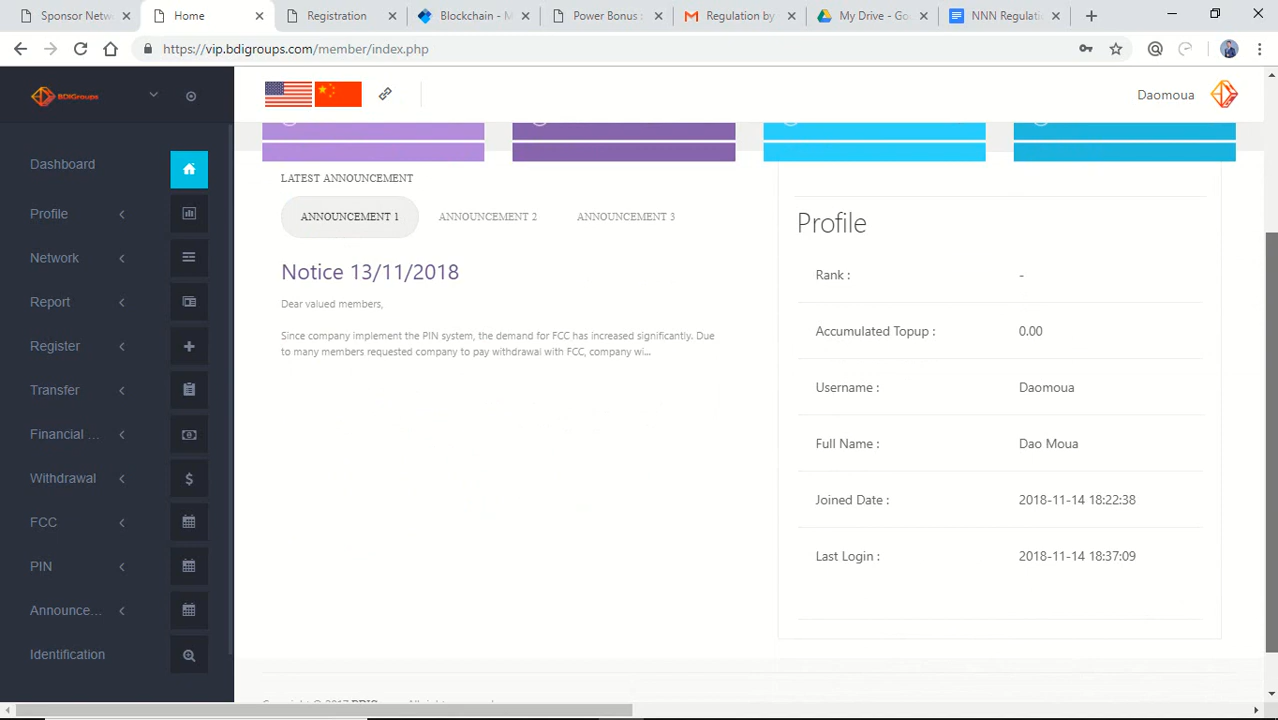 Sponsor Netw
Home
Registration
Blockchain - M
Power Bonus :
Regulation by
My Drive - Go
NNN Regulati
https://vip.bdigroups.com/member/index.php
BDIGroups
Daomoua
Dashboard
Profile
Network
Report
Register
Transfer
Financial ...
Withdrawal
FCC
PIN
Announce...
Identification
LATEST ANNOUNCEMENT
ANNOUNCEMENT 1
ANNOUNCEMENT 2
ANNOUNCEMENT 3
Notice 13/11/2018
Dear valued members,
Since company implement the PIN system, the demand for FCC has increased significantly. Due
to many members requested company to pay withdrawal with FCC, company wi...
Profile
Rank : -
Accumulated Topup : 0.00
Username : Daomoua
Full Name : Dao Moua
Joined Date : 2018-11-14 18:22:38
Last Login : 2018-11-14 18:37:09